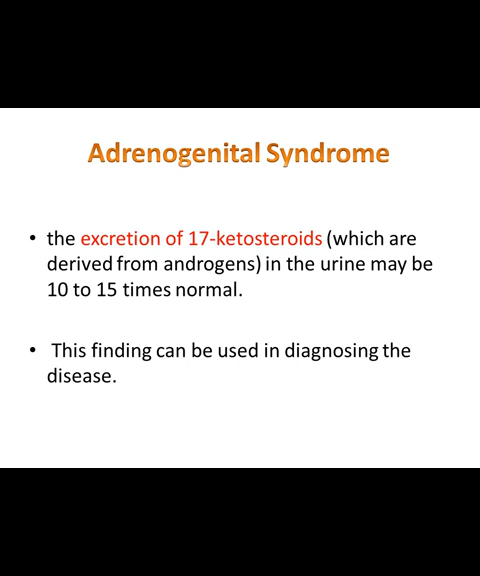 Adrenogenital Syndrome
• the excretion of 17-ketosteroids (which are
derived from androgens) in the urine may be
10 to 15 times normal.
• This finding can be used in diagnosing the
disease.